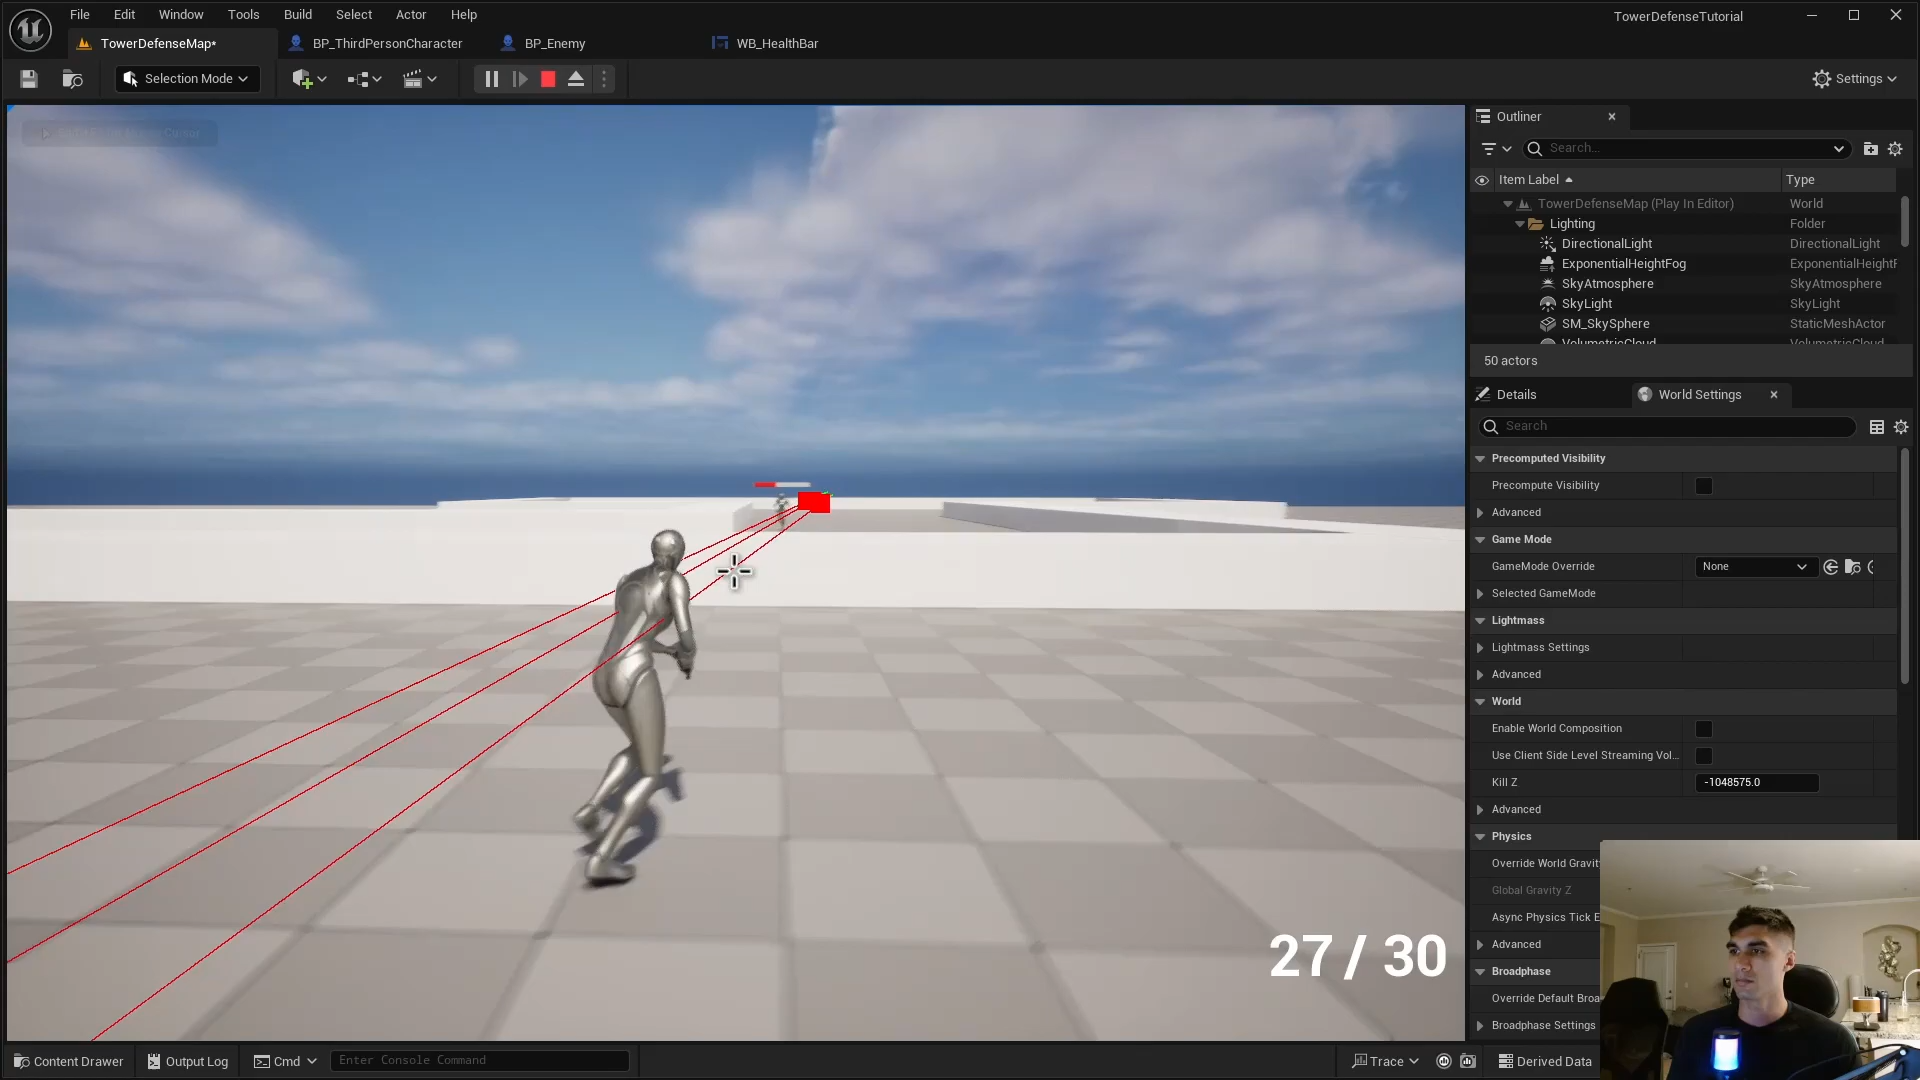 File Edit Window Tools Build Select Actor Help
TowerDefenseTutorial
TowerDefenseMap* BP_ThirdPersonCharacter BP_Enemy WB_HealthBar
Selection Mode
Settings
Outliner
Search...
Item Label Type
TowerDefenseMap (Play In Editor) World
Lighting Folder
DirectionalLight DirectionalLight
ExponentialHeightFog ExponentialHeightF
SkyAtmosphere SkyAtmosphere
SkyLight SkyLight
SM_SkySphere StaticMeshActor
VolumetricCloud VolumetricCloud
50 actors
Details World Settings
Search
Precomputed Visibility
Precompute Visibility
Advanced
Game Mode
GameMode Override None
Selected GameMode
Lightmass
Lightmass Settings
Advanced
World
Enable World Composition
Use Client Side Level Streaming Vol...
Kill Z -1048575.0
Advanced
Physics
Override World Gravit
Global Gravity Z
Async Physics Tick E
Advanced
Broadphase
Override Default Broa
Broadphase Settings
27 / 30
Content Drawer Output Log Cmd Enter Console Command
Trace Derived Data